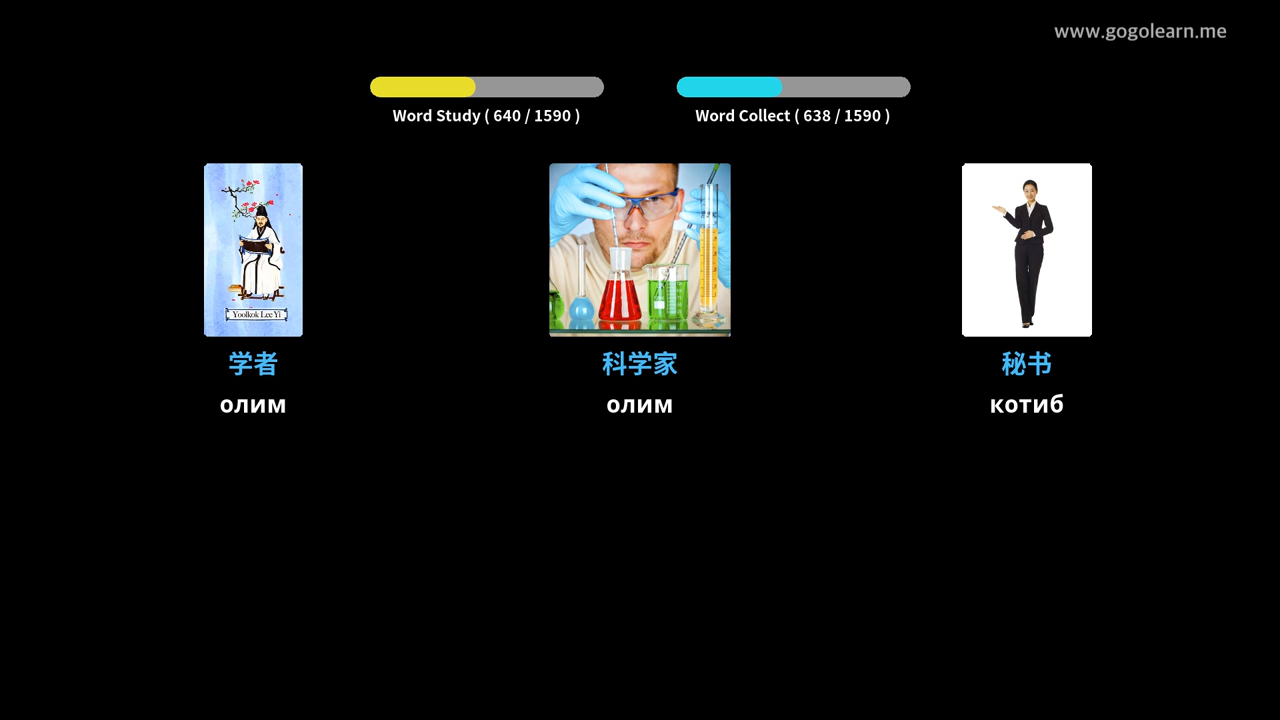 www.gogolearn.me
Word Study ( 640 / 1590 )
Word Collect ( 638 / 1590 )
Yoolkok Lee Yi
学者
科学家
秘书
олим
олим
котиб